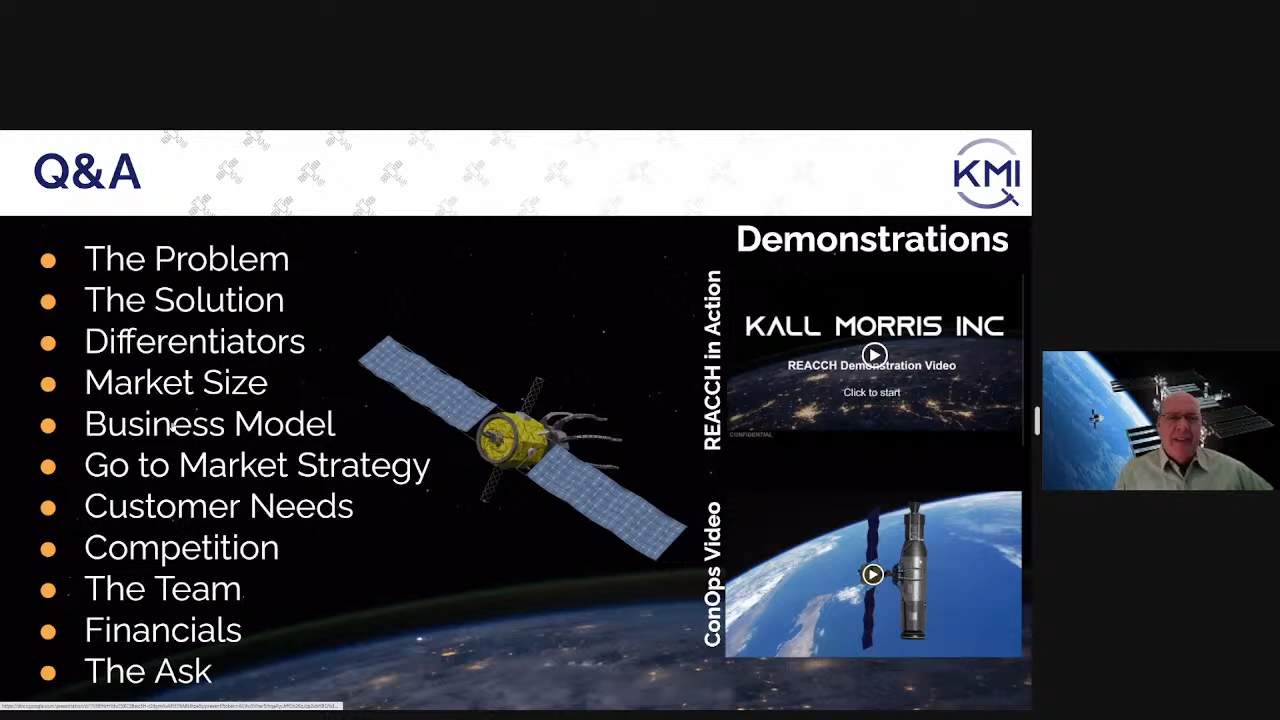 Q&A
KMI
The Problem
The Solution
Differentiators
Market Size
Business Model
Go to Market Strategy
Customer Needs
Competition
The Team
Financials
The Ask
Demonstrations
REACCH in Action
KALL MORRIS INC
REACCH Demonstration Video
Click to start
CONFIDENTIAL
ConOps Video